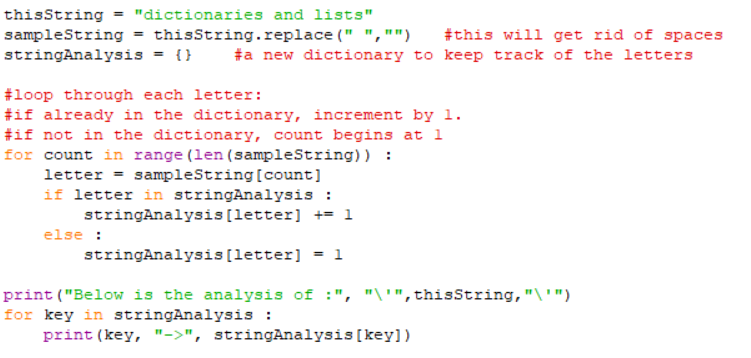 thisString = "dictionaries and lists"
sampleString = thisString.replace(" ","")   #this will get rid of spaces
stringAnalysis = {}    #a new dictionary to keep track of the letters

#loop through each letter:
#if already in the dictionary, increment by 1.
#if not in the dictionary, count begins at 1
for count in range(len(sampleString)) :
    letter = sampleString[count]
    if letter in stringAnalysis :
        stringAnalysis[letter] += 1
    else :
        stringAnalysis[letter] = 1

print("Below is the analysis of :", "\'",thisString,"\'")
for key in stringAnalysis :
    print(key, "->", stringAnalysis[key])